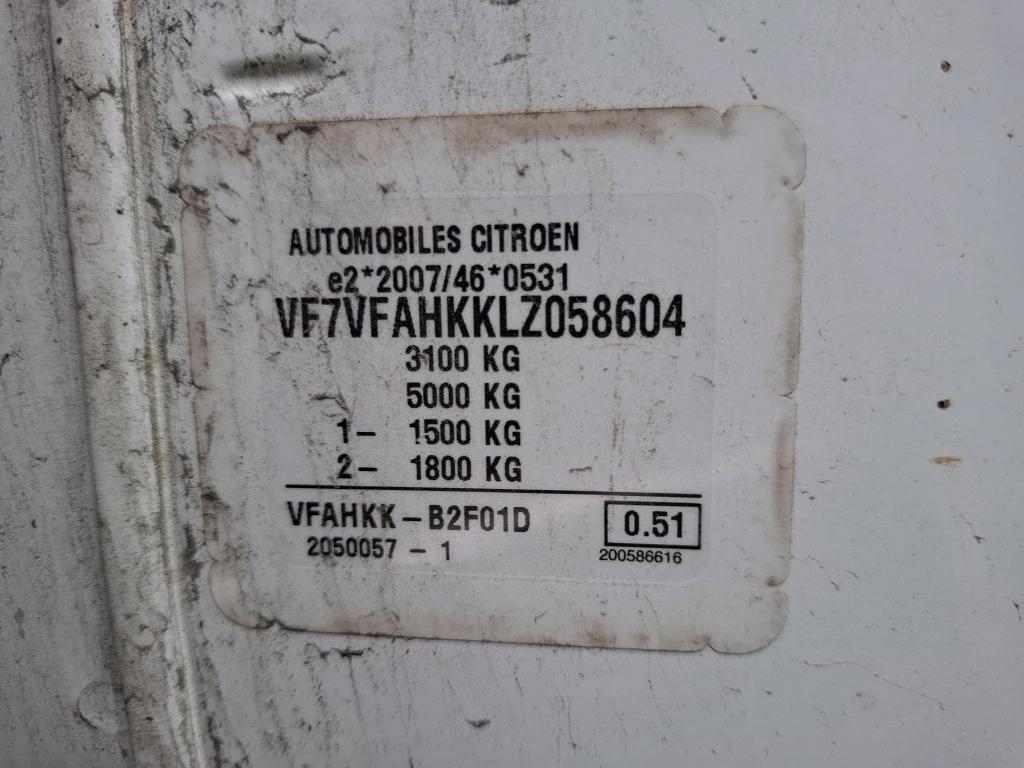 AUTOMOBILES CITROEN
e2*2007/46*0531
VF7VFAHKKLZ058604
3100 KG
5000 KG
1- 1500 KG
2- 1800 KG
VFAHKK-B2F01D
0.51
2050057 - 1
200586616